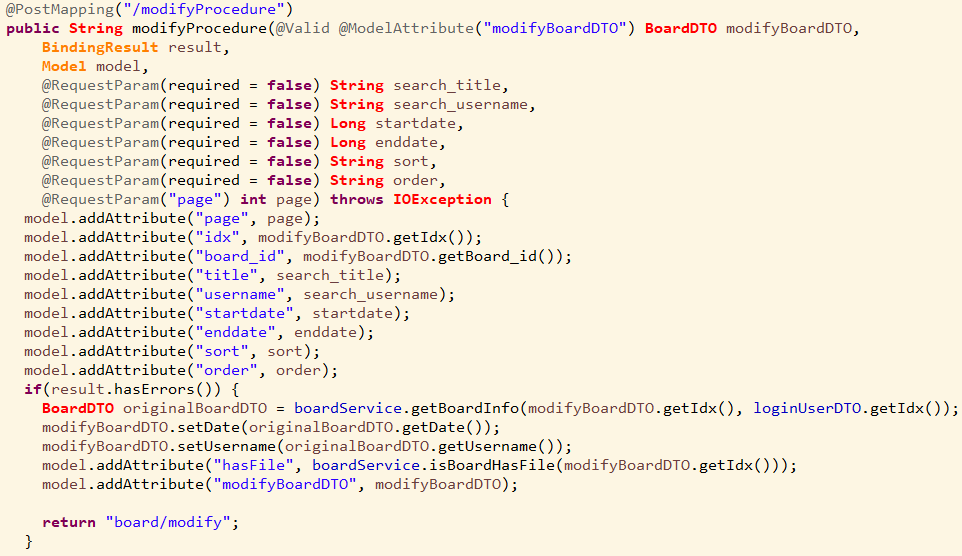 @PostMapping("/modifyProcedure")
public String modifyProcedure(@Valid @ModelAttribute("modifyBoardDTO") BoardDTO modifyBoardDTO,
    BindingResult result,
    Model model,
    @RequestParam(required = false) String search_title,
    @RequestParam(required = false) String search_username,
    @RequestParam(required = false) Long startdate,
    @RequestParam(required = false) Long enddate,
    @RequestParam(required = false) String sort,
    @RequestParam(required = false) String order,
    @RequestParam("page") int page) throws IOException {
  model.addAttribute("page", page);
  model.addAttribute("idx", modifyBoardDTO.getIdx());
  model.addAttribute("board_id", modifyBoardDTO.getBoard_id());
  model.addAttribute("title", search_title);
  model.addAttribute("username", search_username);
  model.addAttribute("startdate", startdate);
  model.addAttribute("enddate", enddate);
  model.addAttribute("sort", sort);
  model.addAttribute("order", order);
  if(result.hasErrors()) {
    BoardDTO originalBoardDTO = boardService.getBoardInfo(modifyBoardDTO.getIdx(), loginUserDTO.getIdx());
    modifyBoardDTO.setDate(originalBoardDTO.getDate());
    modifyBoardDTO.setUsername(originalBoardDTO.getUsername());
    model.addAttribute("hasFile", boardService.isBoardHasFile(modifyBoardDTO.getIdx()));
    model.addAttribute("modifyBoardDTO", modifyBoardDTO);

    return "board/modify";
  }